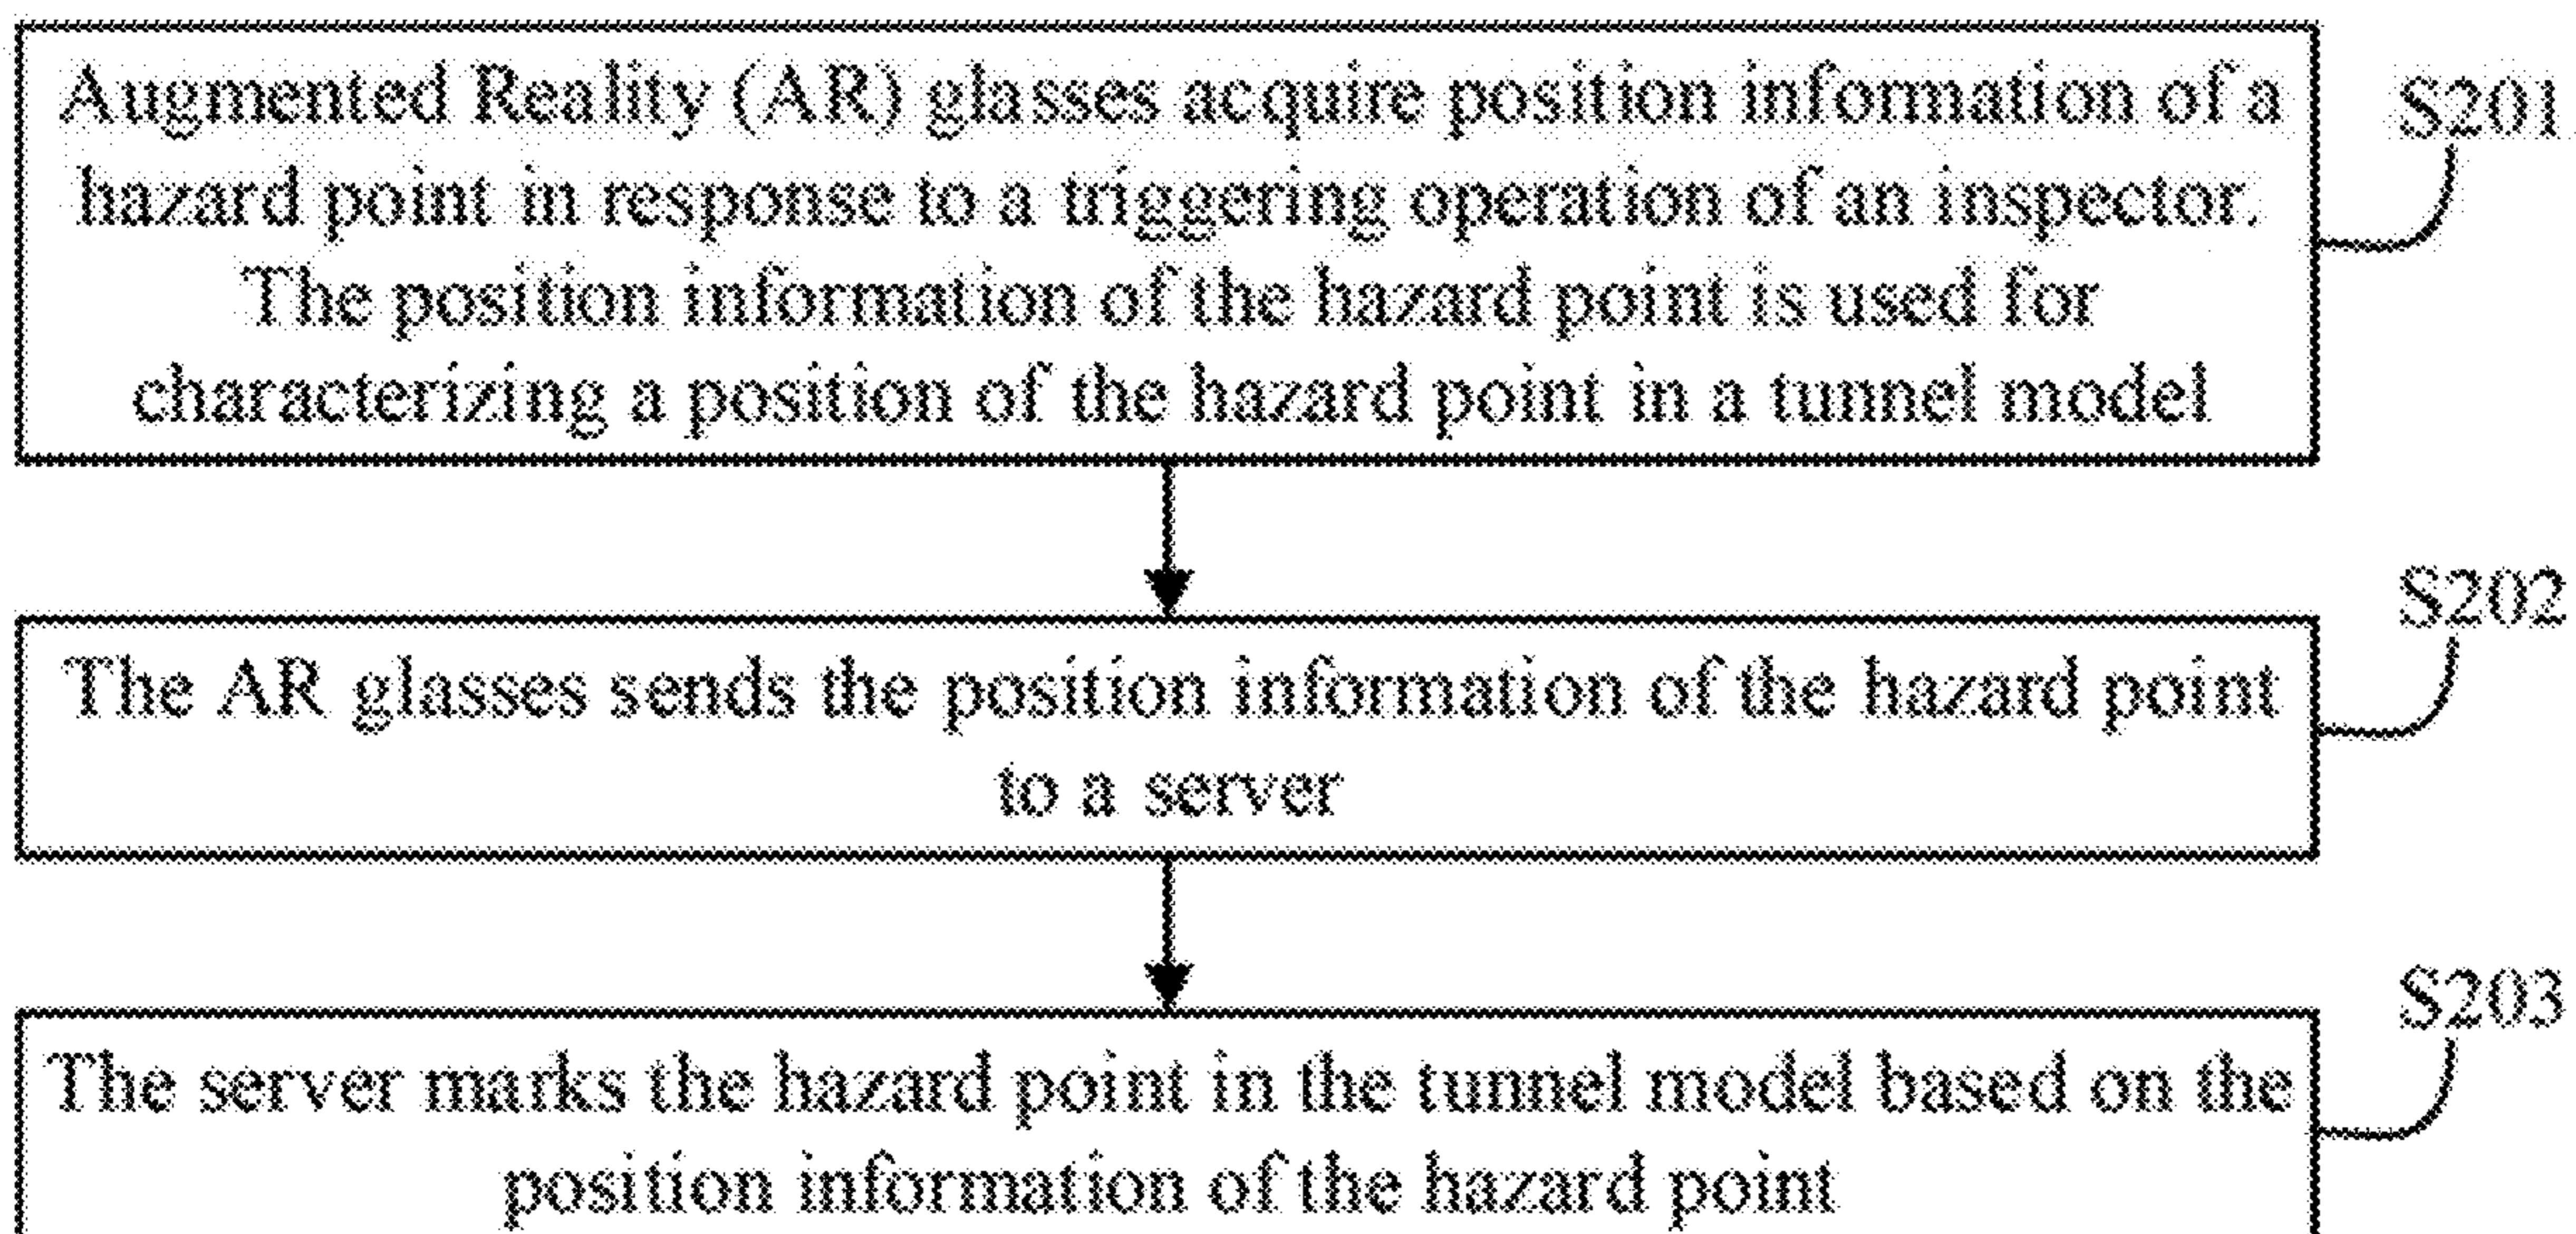 Augmented Reality (AR) glasses acquire position information of a
hazard point in response to a triggering operation of an inspector.
The position information of the hazard point is used for
characterizing a position of the hazard point in a tunnel model
S201
The AR glasses sends the position information of the hazard point
to a server
S202
The server marks the hazard point in the tunnel model based on the
position information of the hazard point
S203